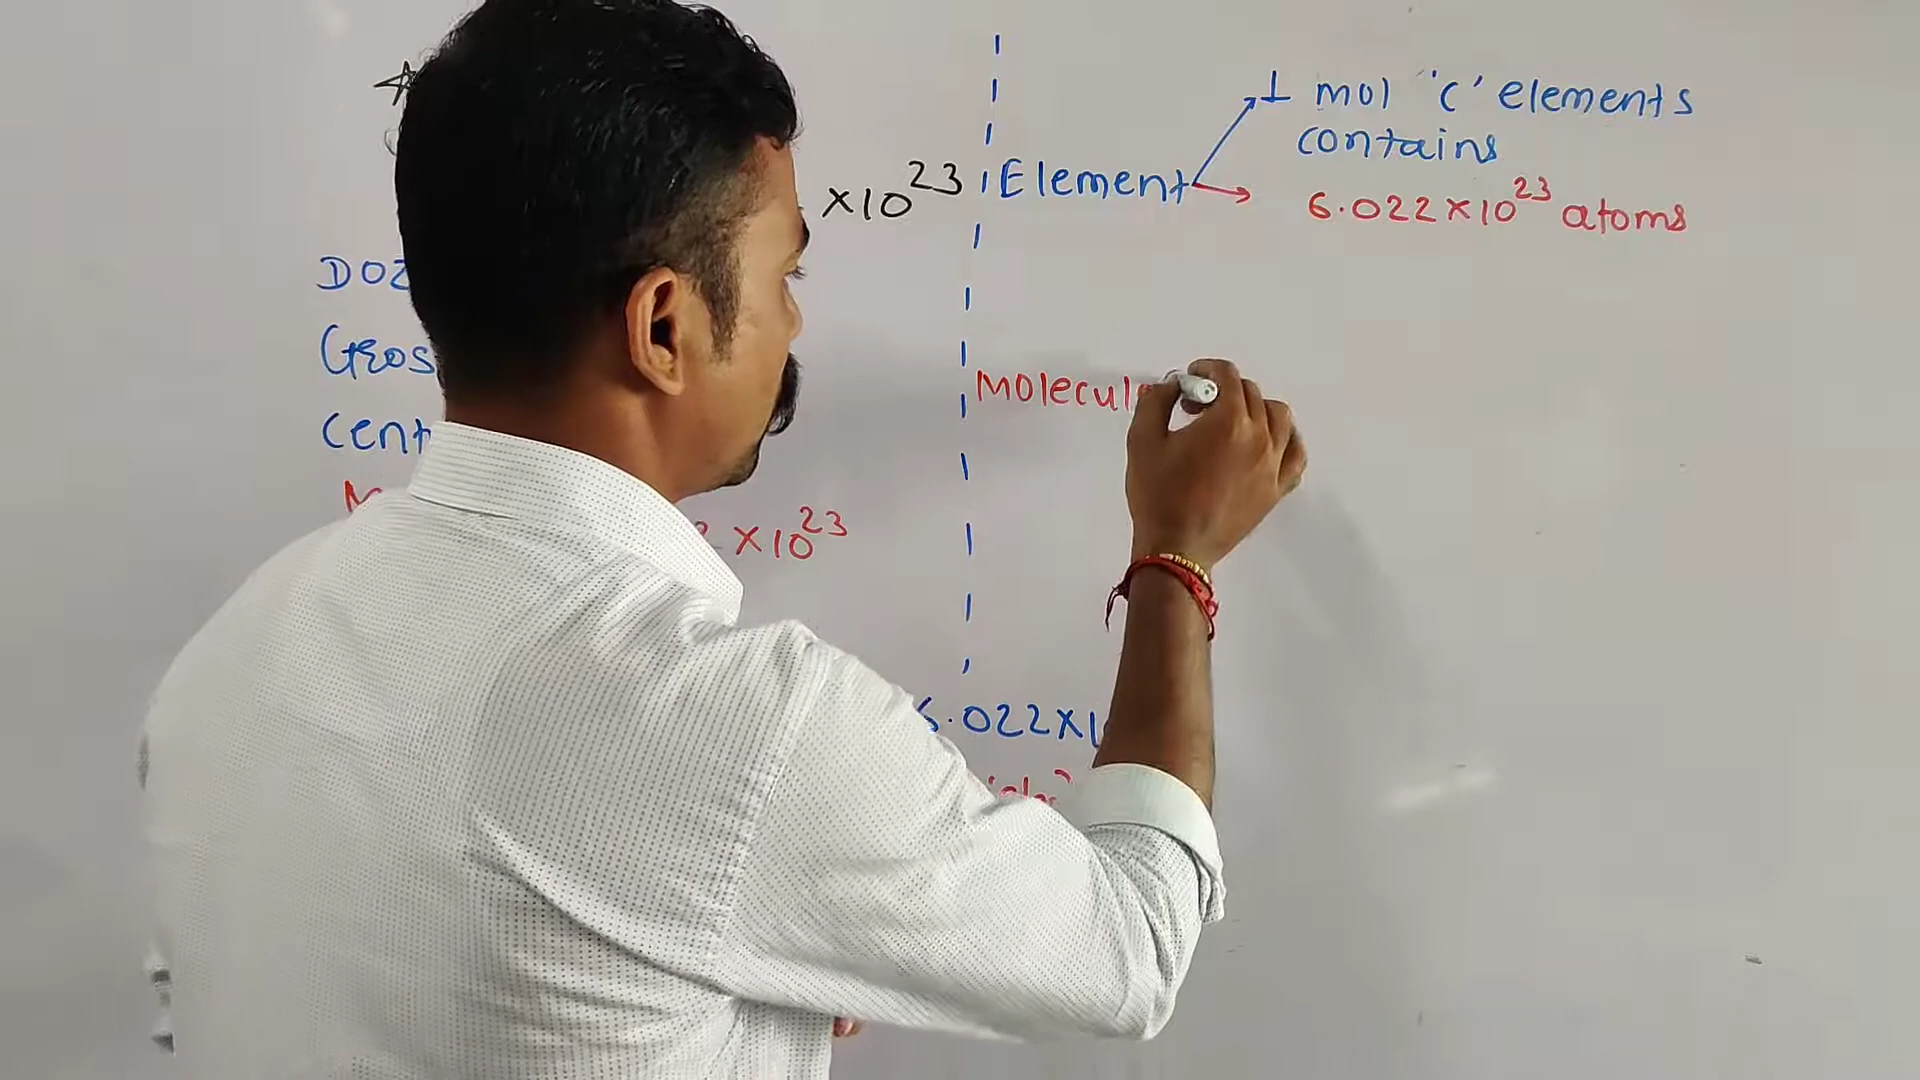 ×10²³
DOZ
Gros
Cent
×10²³
Element
1 mol 'C' elements
contains
6.022×10²³ atoms
Molecul
6.022×1